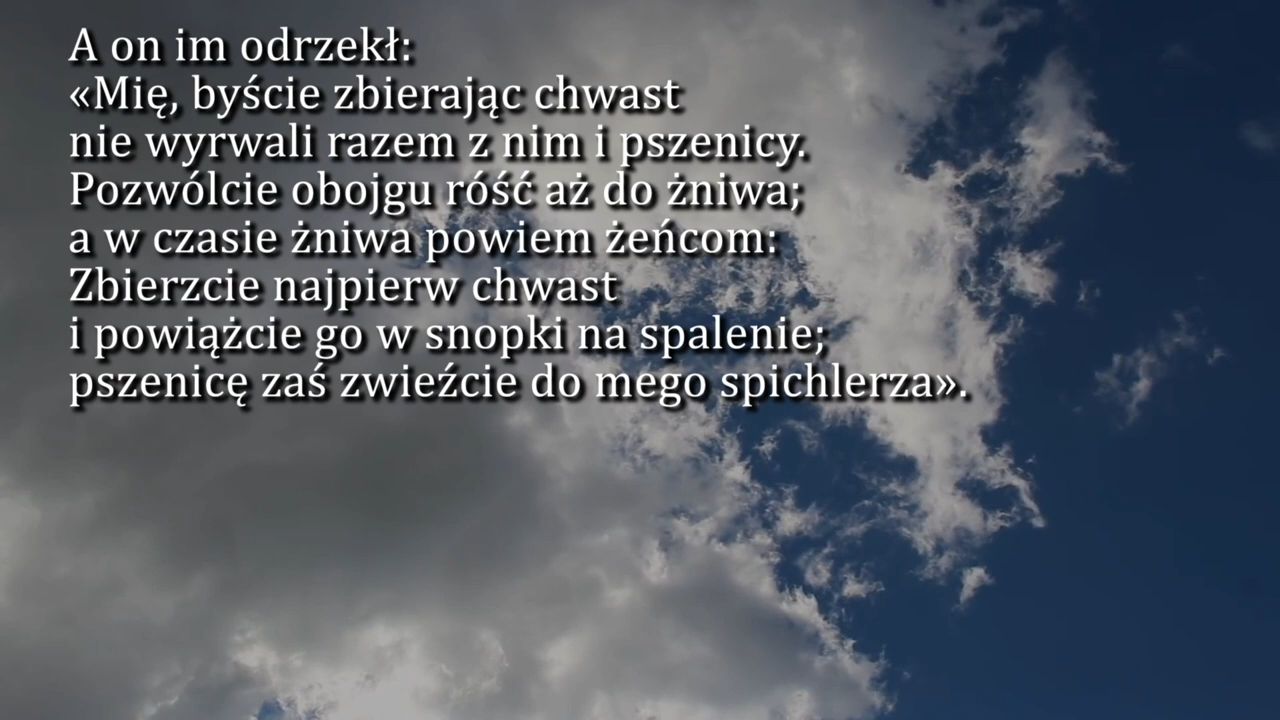 A on im odrzekł:
«Mię, byście zbierając chwast
nie wyrwali razem z nim i pszenicy.
Pozwólcie obojgu róść aż do żniwa;
a w czasie żniwa powiem żeńcom:
Zbierzcie najpierw chwast
i powiążcie go w snopki na spalenie;
pszenicę zaś zwieźcie do mego spichlerza».